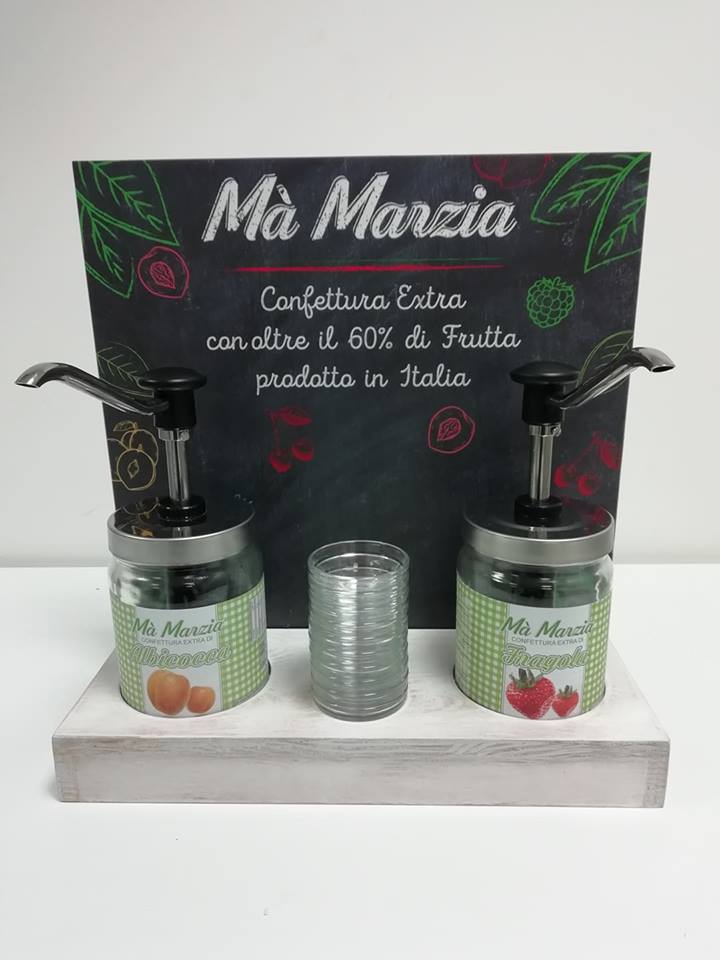 Mà Marzia
Confettura Extra
con oltre il 60% di Frutta
prodotto in Italia
Mà Marzia
CONFETTURA EXTRA DI
Albicocca
Mà Marzia
CONFETTURA EXTRA DI
Fragola